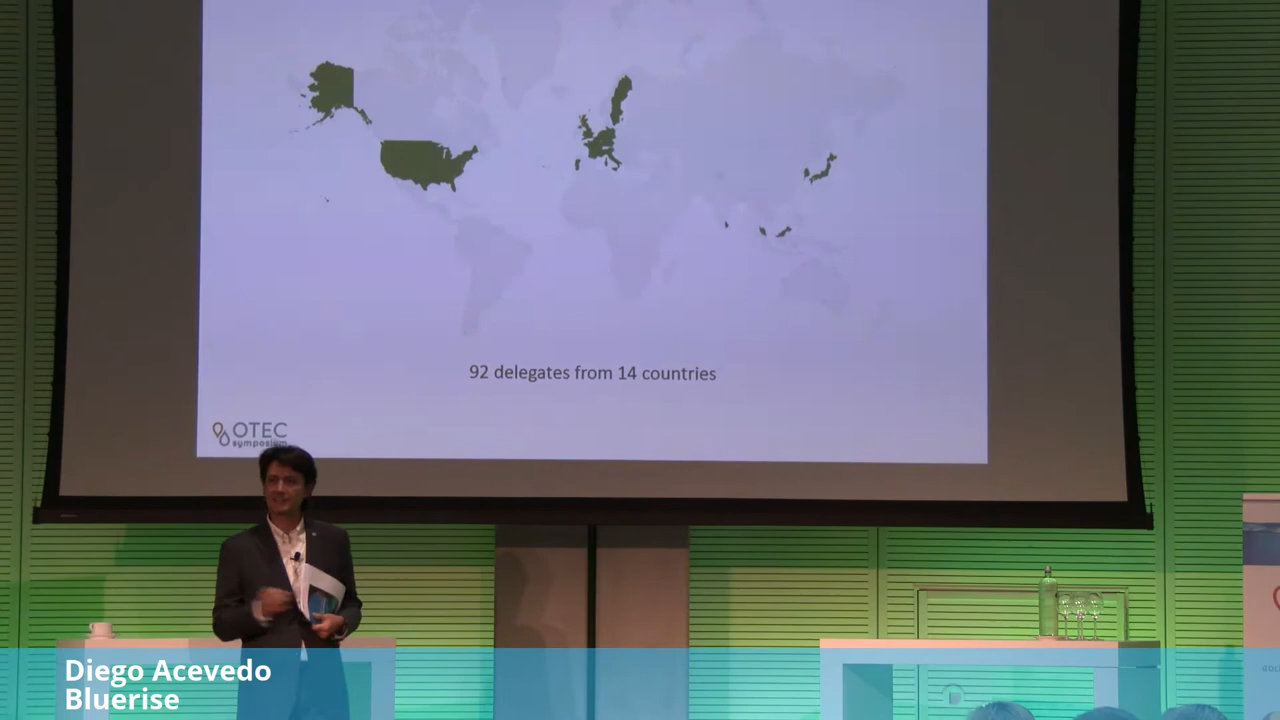 92 delegates from 14 countries
OTEC
symposium
Diego Acevedo
Bluerise